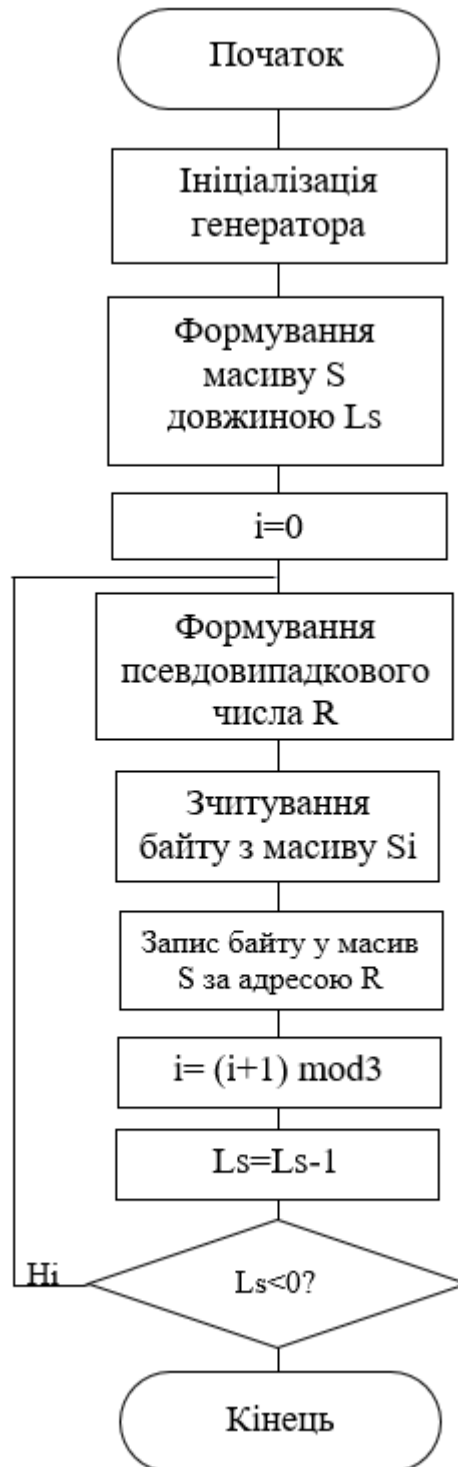 Початок
Ініціалізація
генератора
Формування
масиву S
довжиною Ls
i=0
Формування
псевдовипадкового
числа R
Зчитування
байту з масиву Si
Запис байту у масив
S за адресою R
i= (i+1) mod3
Ls=Ls-1
Ls<0?
Ні
Кінець